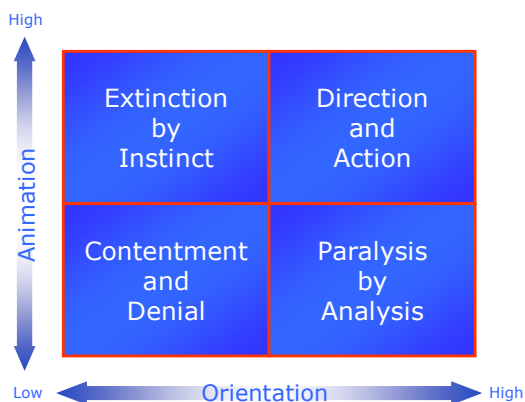 High
Extinction
by
Instinct
Direction
and
Action
Animation
Contentment
and
Denial
Paralysis
by
Analysis
Low
Orientation
High